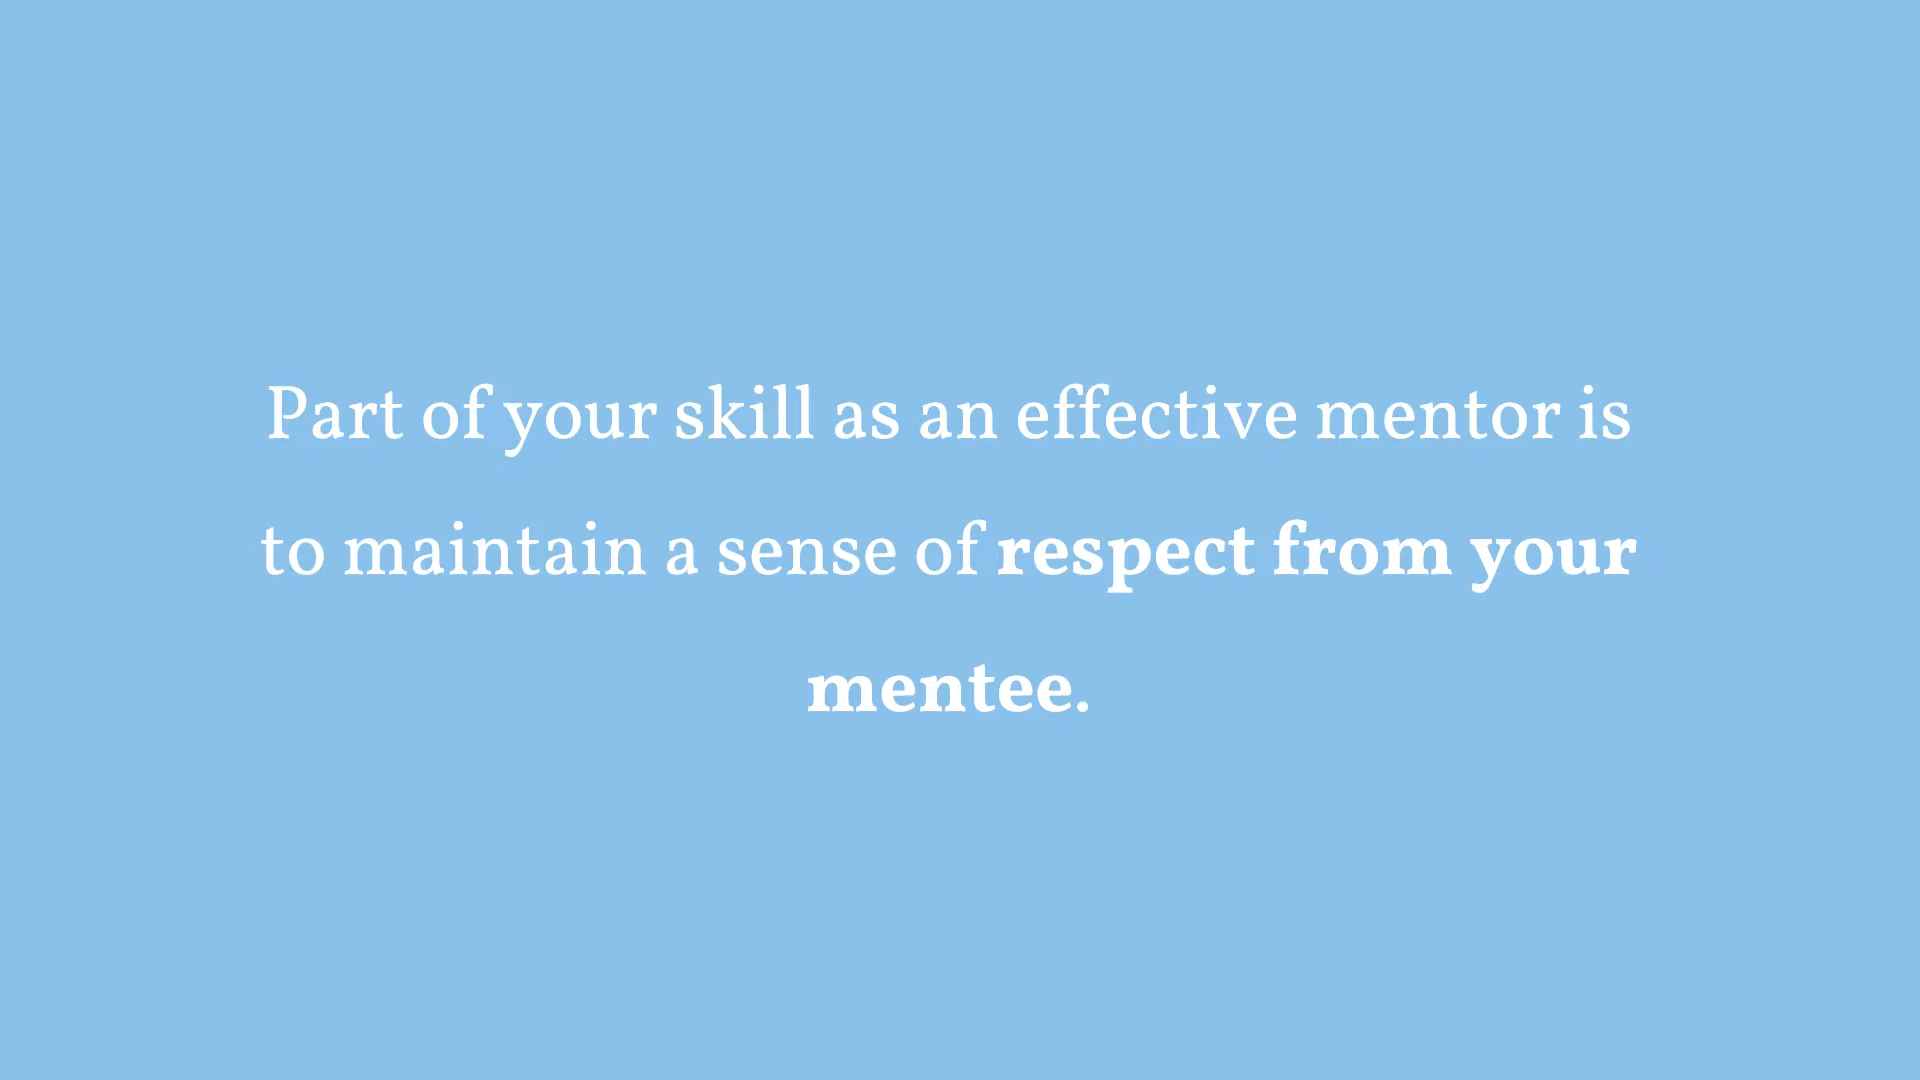 Part of your skill as an effective mentor is
to maintain a sense of respect from your
mentee.